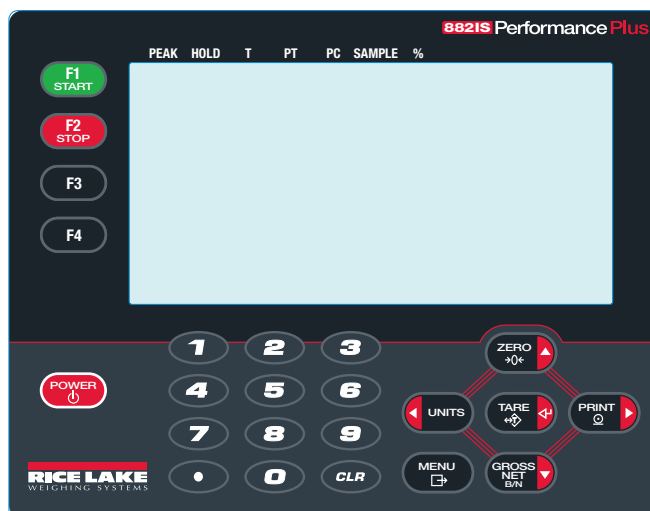 882IS Performance Plus
PEAK HOLD T PT PC SAMPLE %
F1
START
F2
STOP
F3
F4
1 2 3
ZERO
→0←
POWER
4 5 6
UNITS
TARE
PRINT
7 8 9
RICE LAKE
WEIGHING SYSTEMS
. 0 CLR
MENU
GROSS
NET
B/N